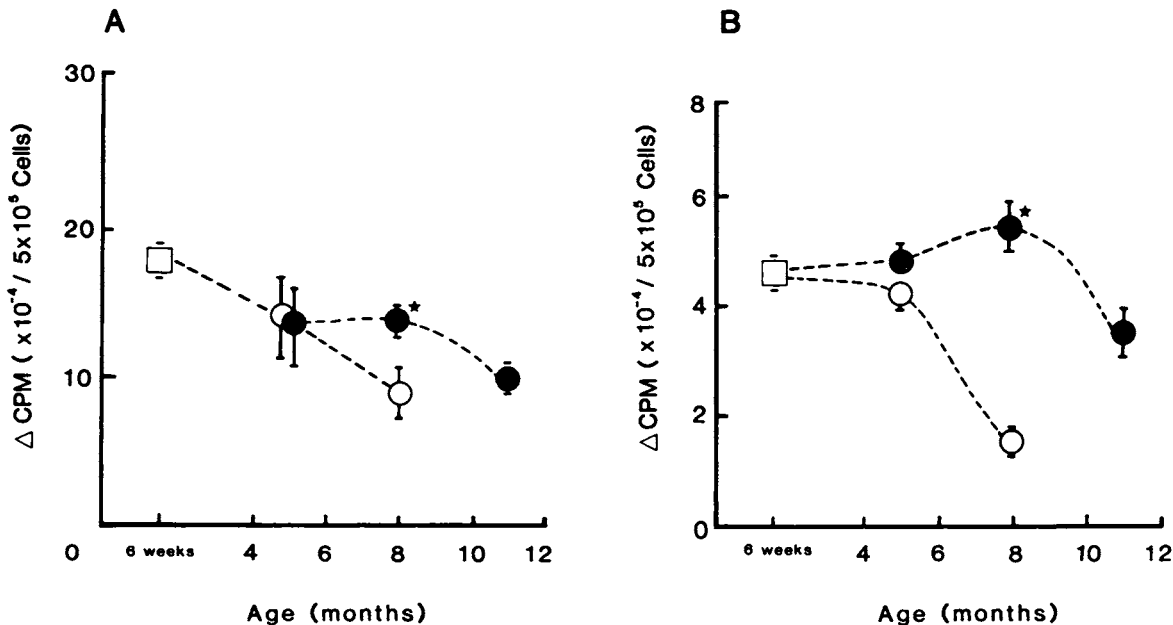 A
30
20
10
0
6 weeks 4 6 8 10 12
Age (months)
△ CPM ( x10⁻⁴ / 5x10⁵ Cells)
★
B
8
6
4
2
0
6 weeks 4 6 8 10 12
Age (months)
△ CPM ( x10⁻⁴ / 5x10⁵ Cells)
★